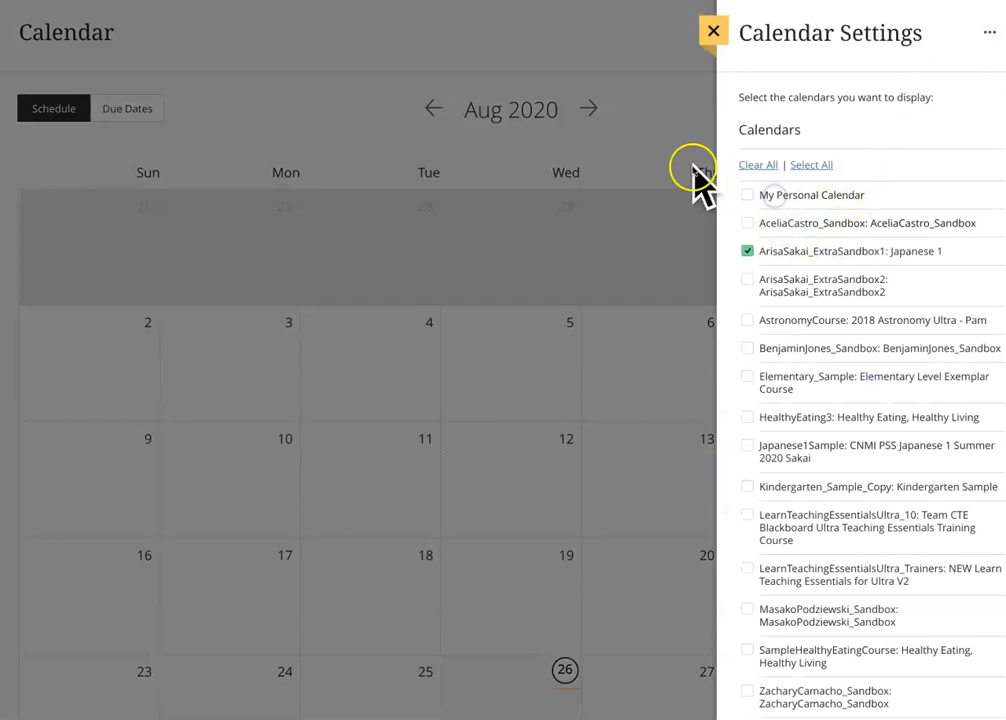 Calendar
Calendar Settings
Schedule
Due Dates
Aug 2020
Sun
Mon
Tue
Wed
Select the calendars you want to display:
Calendars
Clear All | Select All
My Personal Calendar
AceliaCastro_Sandbox: AceliaCastro_Sandbox
ArisaSakai_ExtraSandbox1: Japanese 1
ArisaSakai_ExtraSandbox2:
ArisaSakai_ExtraSandbox2
AstronomyCourse: 2018 Astronomy Ultra - Pam
BenjaminJones_Sandbox: BenjaminJones_Sandbox
Elementary_Sample: Elementary Level Exemplar
Course
HealthyEating3: Healthy Eating, Healthy Living
Japanese1Sample: CNMI PSS Japanese 1 Summer
2020 Sakai
Kindergarten_Sample_Copy: Kindergarten Sample
LearnTeachingEssentialsUltra_10: Team CTE
Blackboard Ultra Teaching Essentials Training
Course
LearnTeachingEssentialsUltra_Trainers: NEW Learn
Teaching Essentials for Ultra V2
MasakoPodziewski_Sandbox:
MasakoPodziewski_Sandbox
SampleHealthyEatingCourse: Healthy Eating,
Healthy Living
ZacharyCamacho_Sandbox:
ZacharyCamacho_Sandbox
2 3 4 5 6
9 10 11 12 13
16 17 18 19 20
23 24 25 26 27